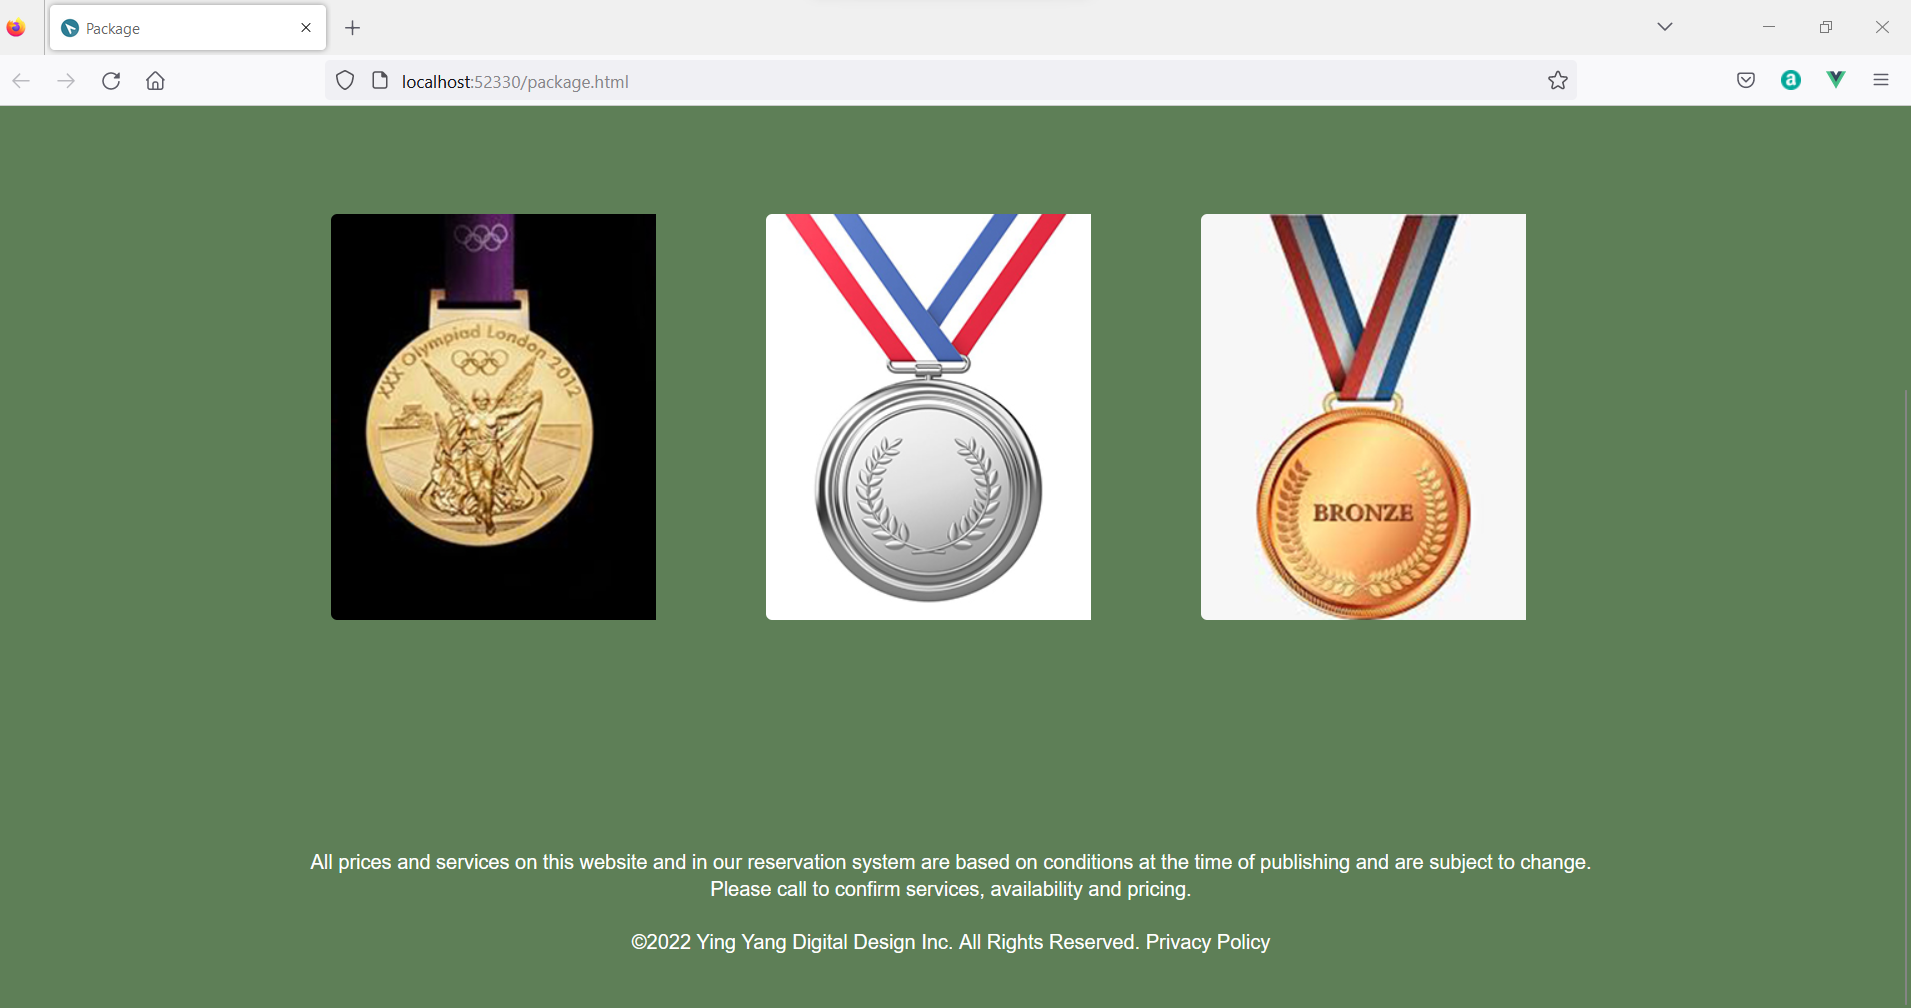 Package
localhost:52330/package.html
XXX Olympiad London 2012
BRONZE
All prices and services on this website and in our reservation system are based on conditions at the time of publishing and are subject to change.
Please call to confirm services, availability and pricing.
©2022 Ying Yang Digital Design Inc. All Rights Reserved. Privacy Policy